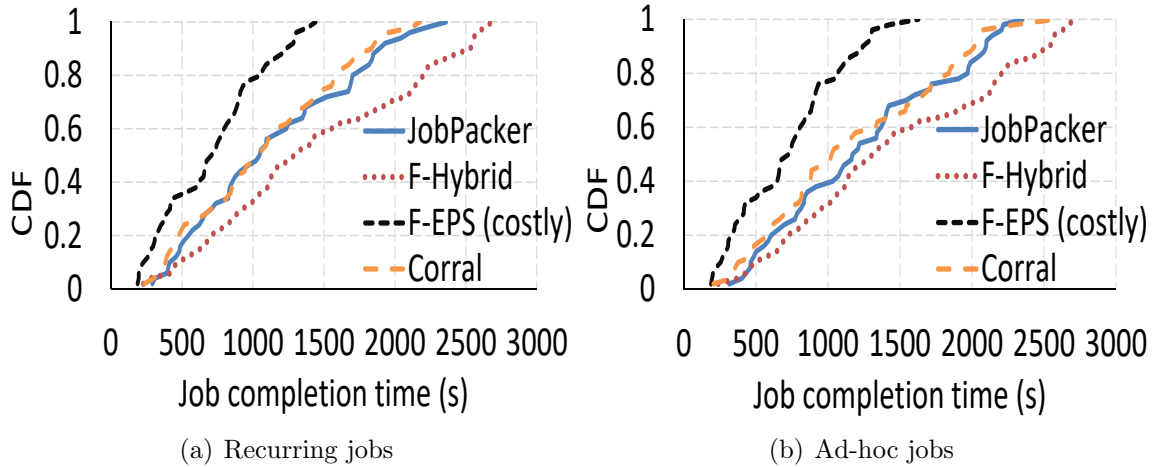 1
0.8
0.6
0.4
0.2
0
CDF
JobPacker
F-Hybrid
F-EPS (costly)
Corral
0 500 1000 1500 2000 2500 3000
Job completion time (s)
(a) Recurring jobs
1
0.8
0.6
0.4
0.2
0
CDF
JobPacker
F-Hybrid
F-EPS (costly)
Corral
0 500 1000 1500 2000 2500 3000
Job completion time (s)
(b) Ad-hoc jobs